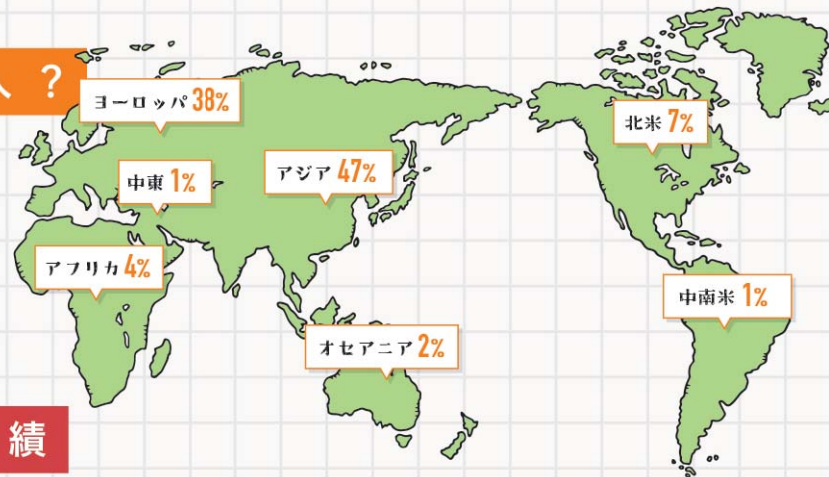 人 ？
ヨーロッパ 38%
北米 7%
アジア 47%
中東 1%
アフリカ 4%
中南米 1%
オセアニア 2%
績